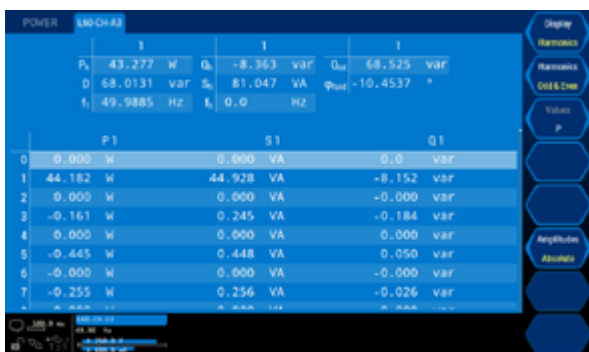 POWER L60-CH-A3
Display
Harmonics
1 1 1
Pₕ 43.277 W Qₕ -8.363 var Qₜₒₜ 68.525 var
D 68.0131 var Sₕ 81.047 VA φfund -10.4537 °
f₁ 49.9885 Hz fₛ 0.0 Hz
Harmonics
Odd & Even
Values
P
P1 S1 Q1
0 0.000 W 0.000 VA 0.0 var
1 44.182 W 44.928 VA -8.152 var
2 0.000 W 0.000 VA -0.000 var
3 -0.161 W 0.245 VA -0.184 var
4 0.000 W 0.000 VA 0.000 var
5 -0.445 W 0.448 VA 0.050 var
6 -0.000 W 0.000 VA -0.000 var
7 -0.255 W 0.256 VA -0.026 var
Amplitudes
Absolute